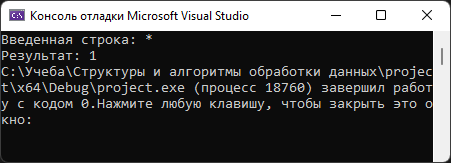 Консоль отладки Microsoft Visual Studio
Введенная строка: *
Результат: 1
C:\Учеба\Структуры и алгоритмы обработки данных\projec
t\x64\Debug\project.exe (процесс 18760) завершил работ
у с кодом 0.Нажмите любую клавишу, чтобы закрыть это о
кно: